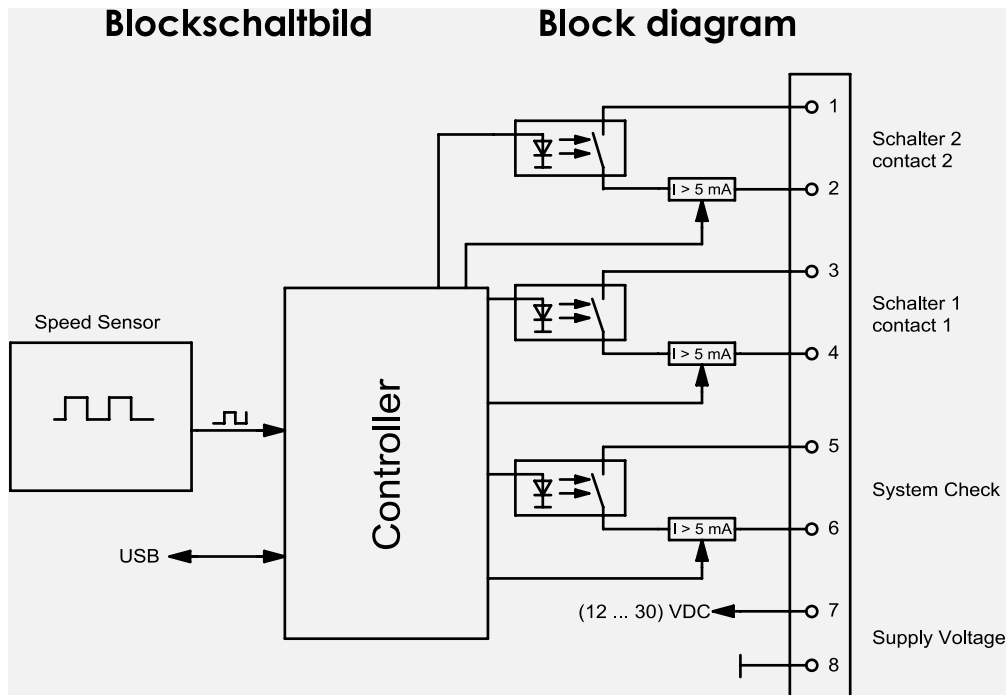 Blockschaltbild
Block diagram
1
Schalter 2
contact 2
I > 5 mA
2
3
Speed Sensor
Schalter 1
contact 1
I > 5 mA
4
Controller
5
System Check
I > 5 mA
6
USB
(12 ... 30) VDC
7
Supply Voltage
8